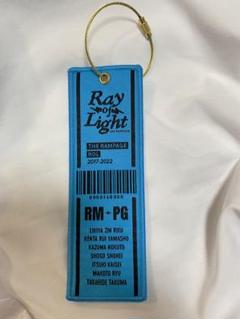 Ray
of
Light
THE RAMPAGE
ROL
2017-2022
RM→PG
LIKIYA ZIN RIKU
KENTA RUI YAMASHO
KAZUMA HOKUTO
SHOGO SHOHEI
ITSUKI KAISEI
MAKOTO RYU
TAKAHIDE TAKUMA